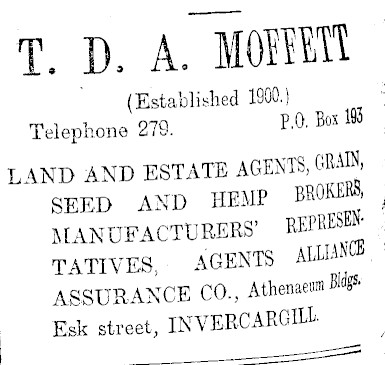 T. D. A. MOFFETT
(Established 1900.)
Telephone 279. P.O. Box 193
LAND AND ESTATE AGENTS, GRAIN,
SEED AND HEMP BROKERS,
MANUFACTURERS' REPRESEN-
TATIVES, AGENTS ALLIANCE
ASSURANCE CO., Athenaeum Bldgs.
Esk street, INVERCARGILL.